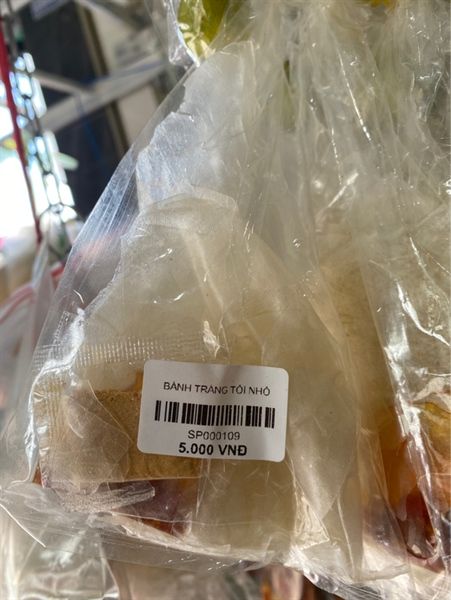 BÁNH TRÁNG TỎI NHỎ
SP000109
5.000 VNĐ